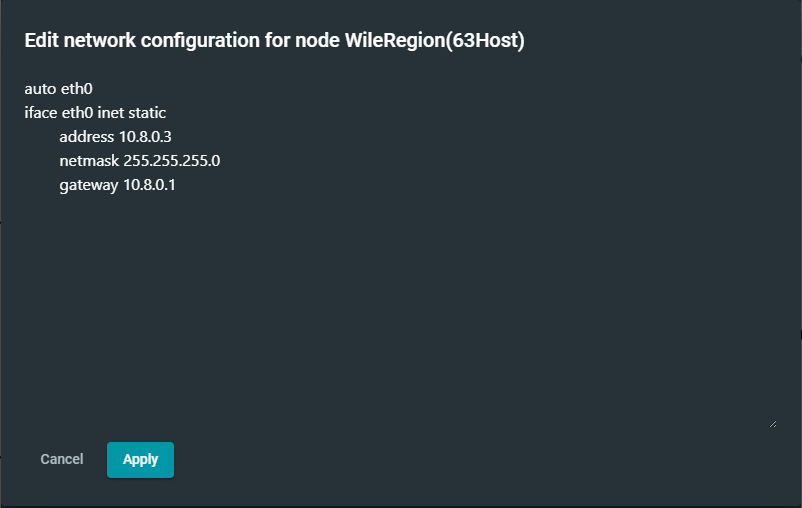 Edit network configuration for node WileRegion(63Host)
auto eth0
iface eth0 inet static
address 10.8.0.3
netmask 255.255.255.0
gateway 10.8.0.1
Cancel
Apply